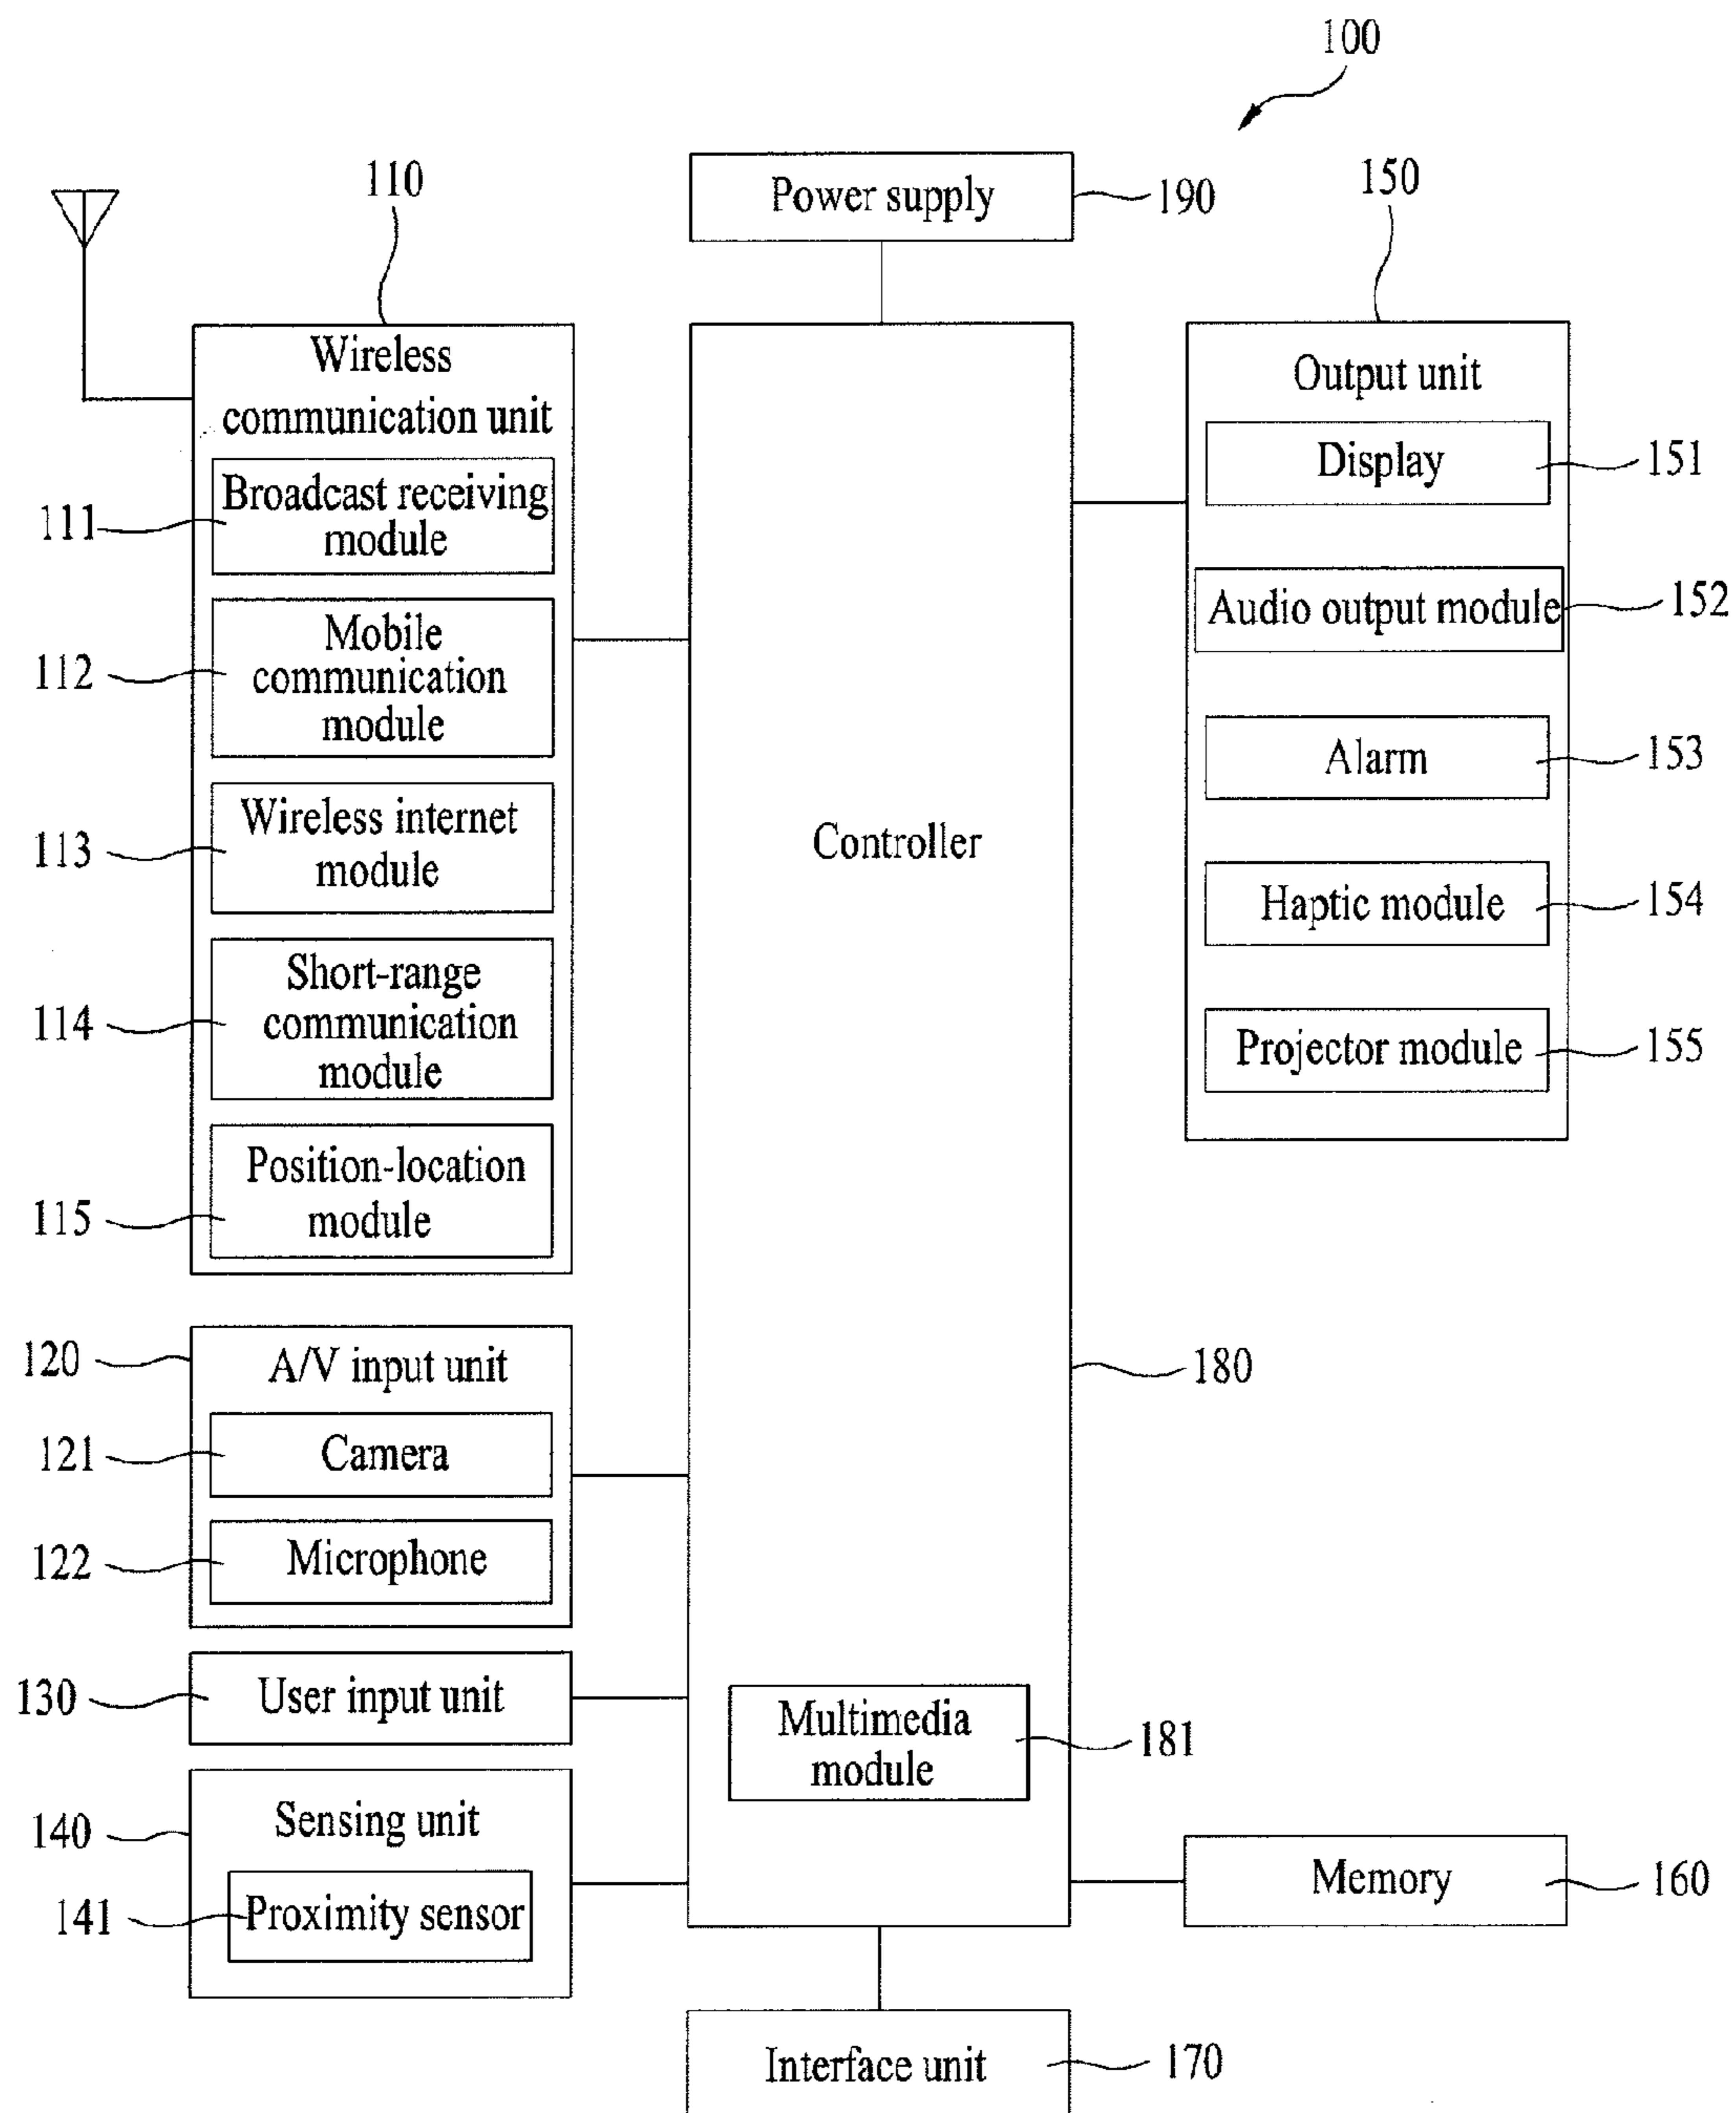 100
Power supply
190
110
Wireless
communication unit
111
Broadcast receiving
module
112
Mobile
communication
module
113
Wireless internet
module
114
Short-range
communication
module
115
Position-location
module
120
A/V input unit
121
Camera
122
Microphone
130
User input unit
140
Sensing unit
141
Proximity sensor
Controller
180
Multimedia
module
181
150
Output unit
Display
151
Audio output module
152
Alarm
153
Haptic module
154
Projector module
155
Memory
160
Interface unit
170